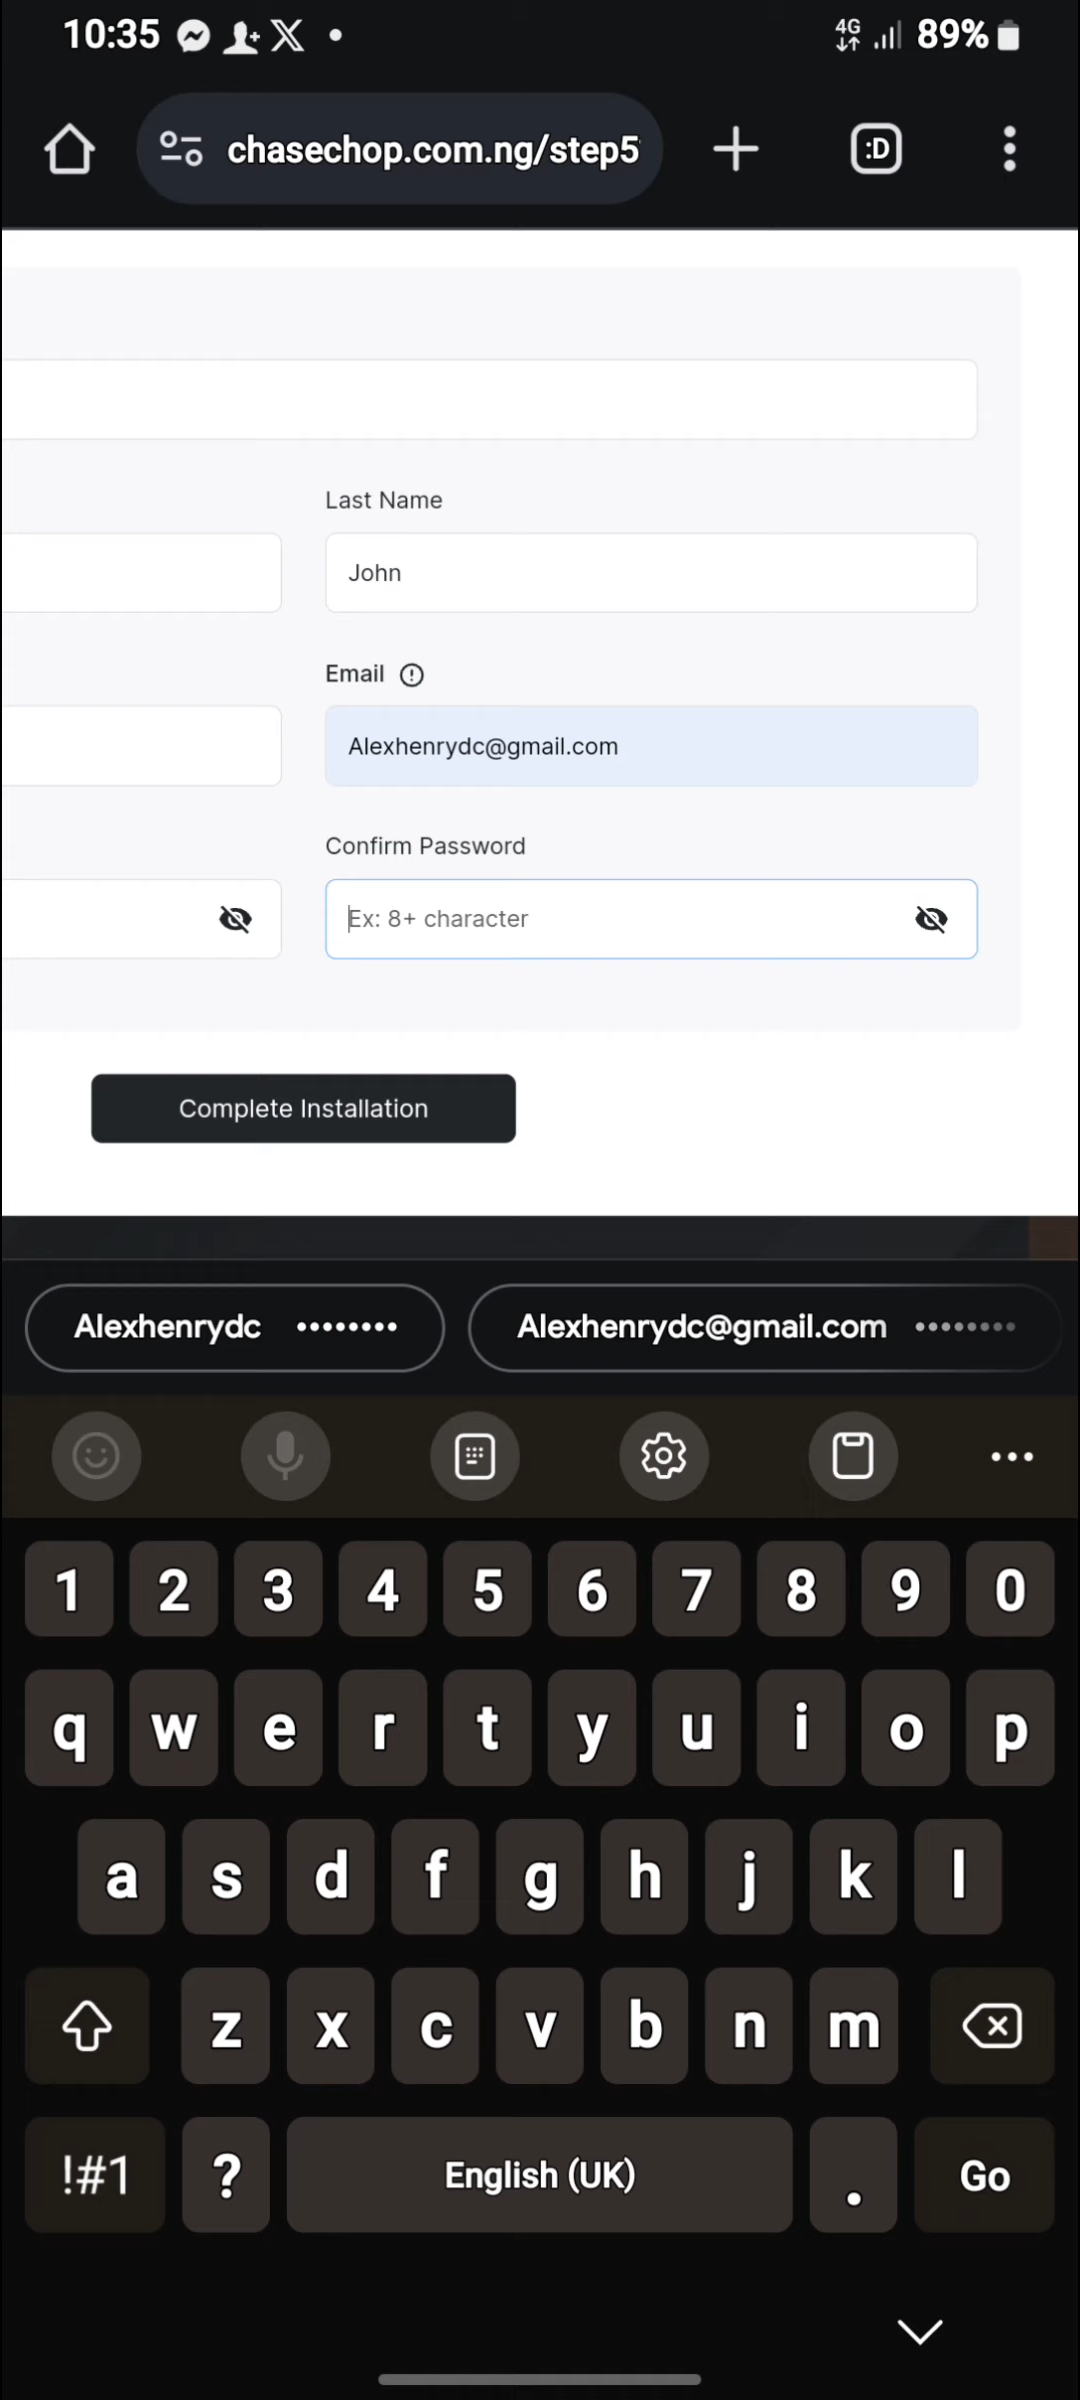 10:35
4G
89%
chasechop.com.ng/step5
:D
Last Name
John
Email
Alexhenrydc@gmail.com
Confirm Password
Ex: 8+ character
Complete Installation
Alexhenrydc ••••••••
Alexhenrydc@gmail.com ••••••••
1 2 3 4 5 6 7 8 9 0
q w e r t y u i o p
a s d f g h j k l
z x c v b n m
!#1 ? English (UK) . Go